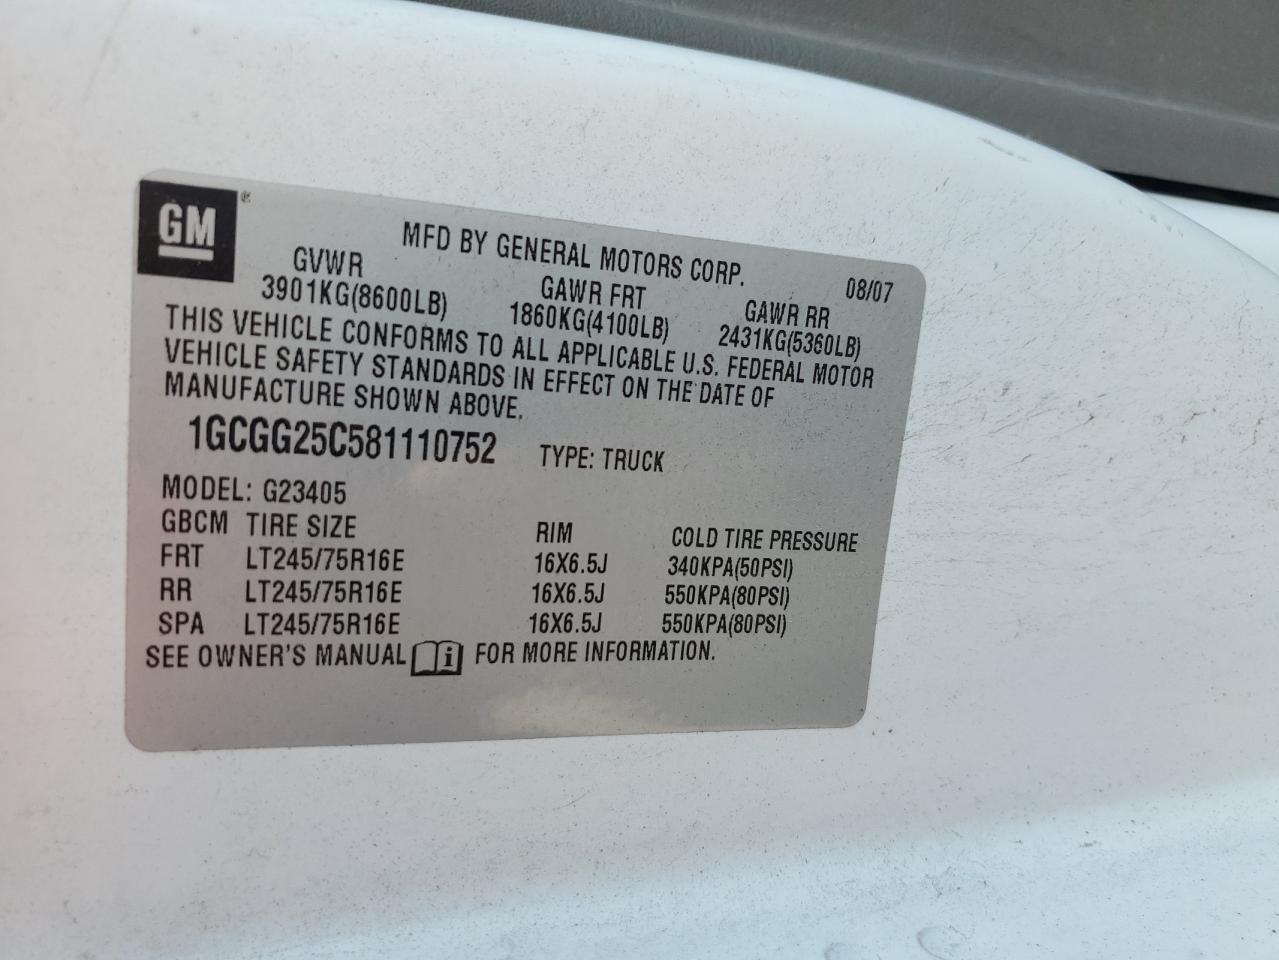 GM ®
MFD BY GENERAL MOTORS CORP. 08/07
GVWR GAWR FRT GAWR RR
3901KG(8600LB) 1860KG(4100LB) 2431KG(5360LB)
THIS VEHICLE CONFORMS TO ALL APPLICABLE U.S. FEDERAL MOTOR
VEHICLE SAFETY STANDARDS IN EFFECT ON THE DATE OF
MANUFACTURE SHOWN ABOVE.
1GCGG25C581110752 TYPE: TRUCK
MODEL: G23405
GBCM TIRE SIZE RIM COLD TIRE PRESSURE
FRT LT245/75R16E 16X6.5J 340KPA(50PSI)
RR LT245/75R16E 16X6.5J 550KPA(80PSI)
SPA LT245/75R16E 16X6.5J 550KPA(80PSI)
SEE OWNER'S MANUAL i FOR MORE INFORMATION.